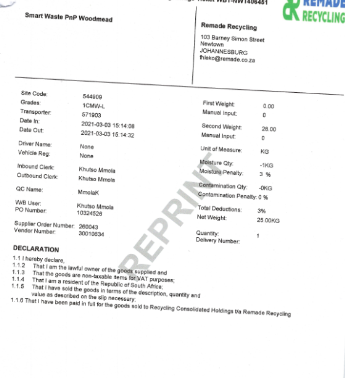 REMADE
RECYCLING
Smart Waste PnP Woodmead
Remade Recycling
103 Barney Simon Street
Newtown
JOHANNESBURG
thisko@remade.co.za
Site Code: 544909
Grades: 1CMW-L
Transporter: 571903
Date In: 2021-03-03 15:14:08
Date Out: 2021-03-03 15:14:32
Driver Name: None
Vehicle Reg: None
Inbound Clerk: Khutso Mmola
Outbound Clerk: Khutso Mmola
QC Name: MmolaK
W/B User: Khutso Mmola
PO Number: 10324528
Supplier Order Number: 260043
Vendor Number: 30010634
First Weight: 0.00
Manual Input: 0
Second Weight: 26.00
Manual Input: 0
Unit of Measure: KG
Moisture Qty: -1KG
Moisture Penalty: 3 %
Contamination Qty: -0KG
Contamination Penalty: 0 %
Total Deductions: 3%
Net Weight: 25.00KG
Quantity: 1
Delivery Number:
REPRINT
DECLARATION
1.1 I hereby declare,
1.1.2 That I am the lawful owner of the goods supplied and
1.1.3 That the goods are non-taxable items for VAT purposes;
1.1.4 That I am a resident of the Republic of South Africa;
1.1.5 That I have sold the goods in terms of the description, quantity and
value as described on the slip necessary;
1.1.6 That I have been paid in full for the goods sold to Recycling Consolidated Holdings t/a Remade Recycling